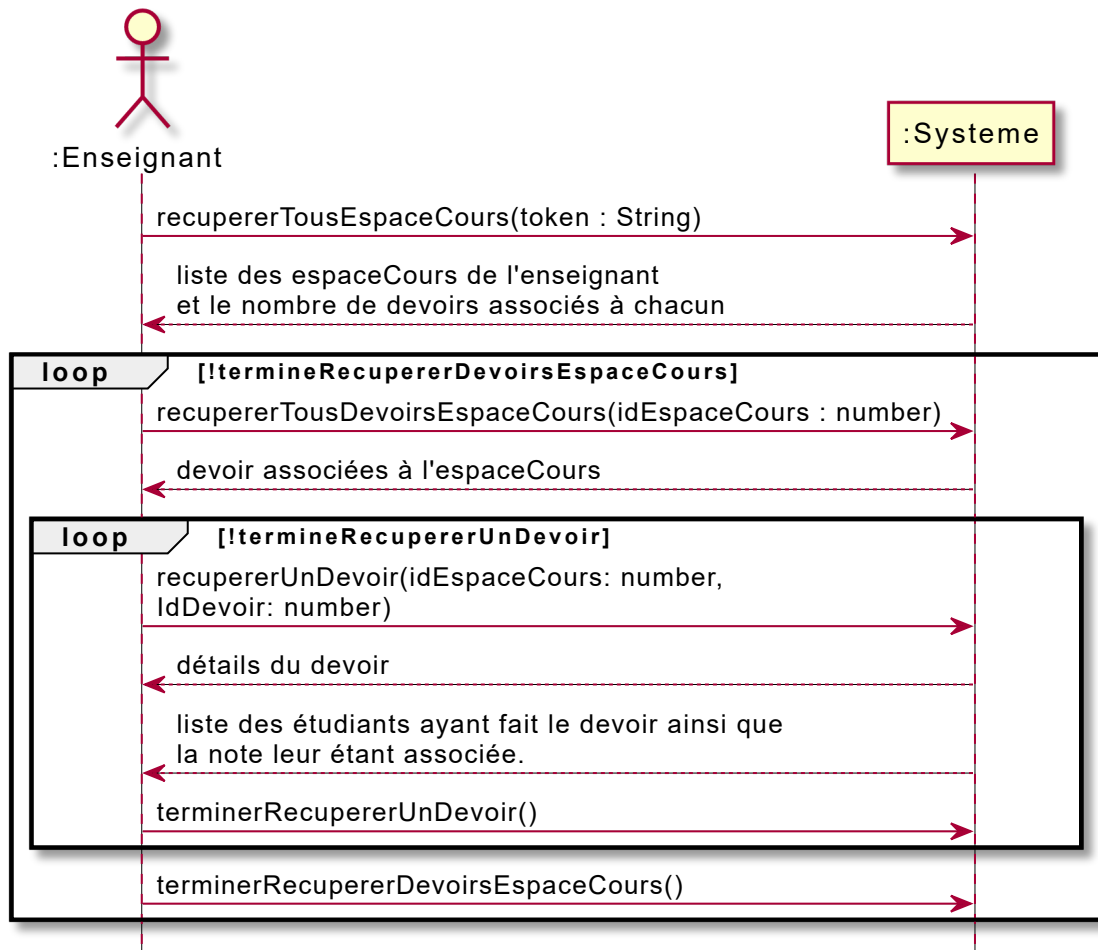 :Enseignant
:Systeme
recupererTousEspaceCours(token : String)
liste des espaceCours de l'enseignant
et le nombre de devoirs associés à chacun
loop [!termineRecupererDevoirsEspaceCours]
recupererTousDevoirsEspaceCours(idEspaceCours : number)
devoir associées à l'espaceCours
loop [!termineRecupererUnDevoir]
recupererUnDevoir(idEspaceCours: number,
IdDevoir: number)
détails du devoir
liste des étudiants ayant fait le devoir ainsi que
la note leur étant associée.
terminerRecupererUnDevoir()
terminerRecupererDevoirsEspaceCours()